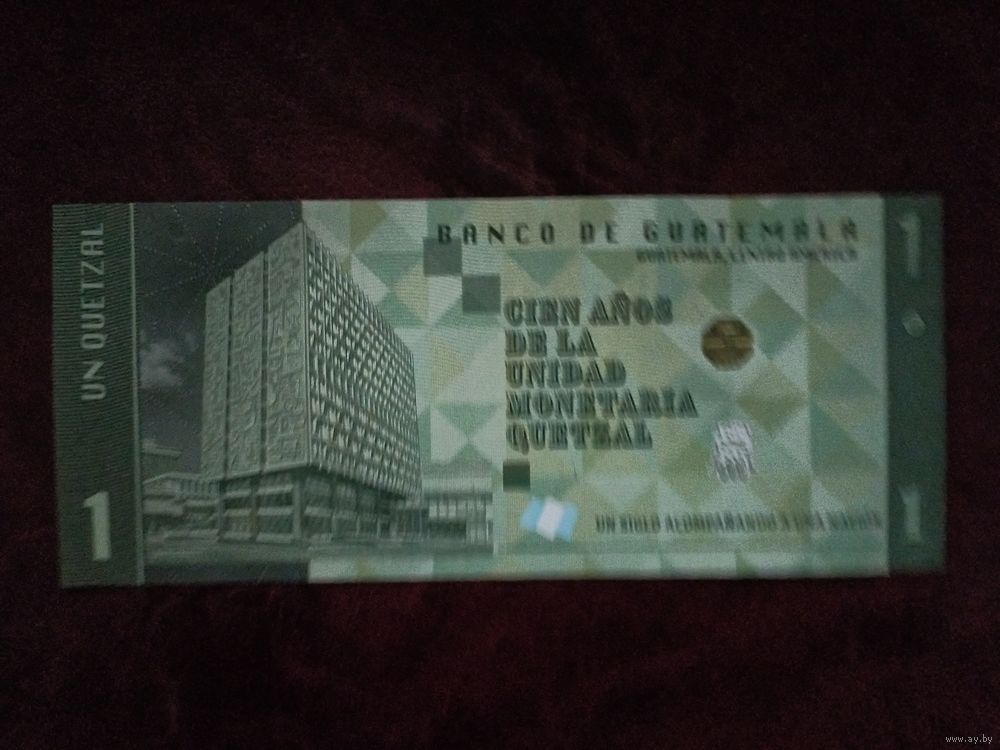 UN QUETZAL
1
BANCO DE GUATEMALA
GUATEMALA, CENTRO AMERICA
CIEN AÑOS
DE LA
UNIDAD
MONETARIA
QUETZAL
UN SIGLO ACOMPAÑANDO A UNA NACIÓN
1
1
www.ay.by